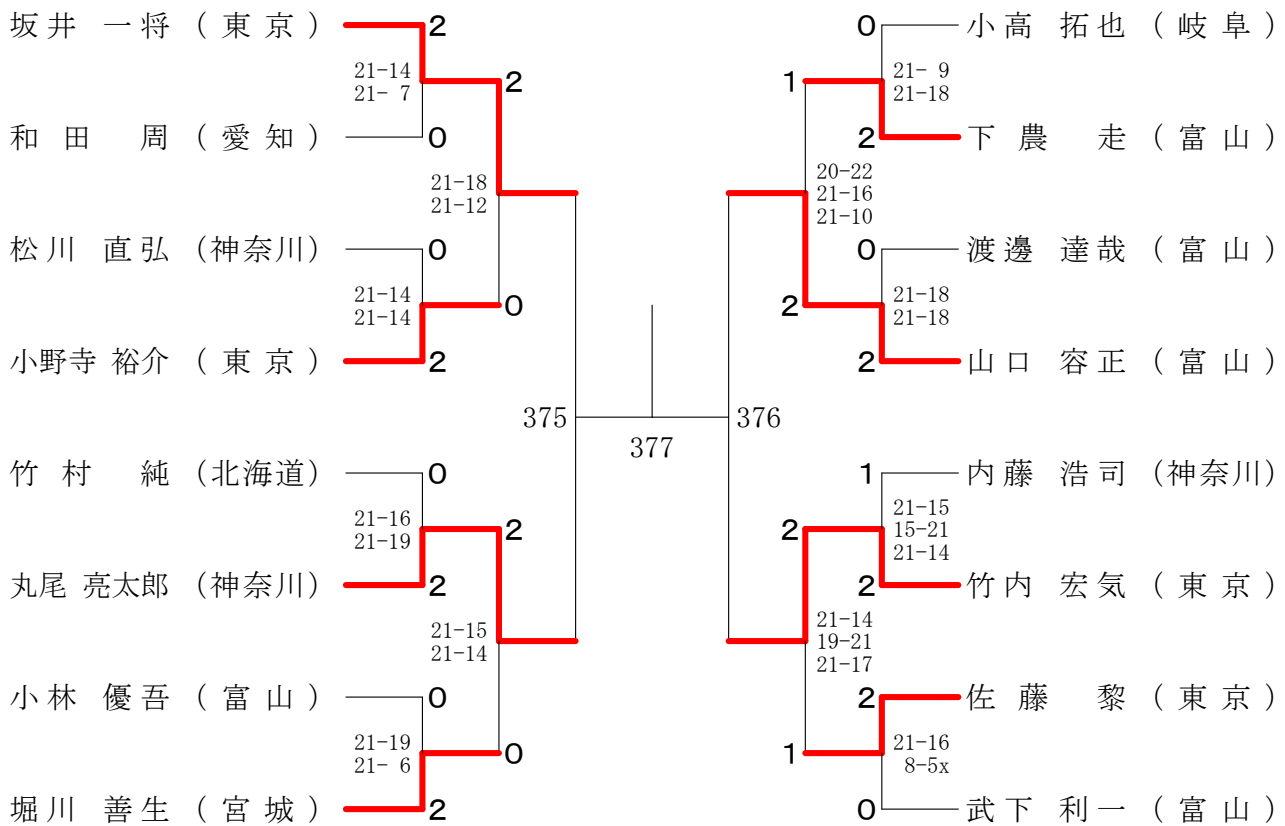 坂井 一将 (東京) 2
21-14
21- 7
2
和田 周 (愛知) 0
21-18
21-12
松川 直弘 (神奈川) 0
21-14
21-14
0
小野寺 裕介 (東京) 2
375
竹村 純 (北海道) 0
21-16
21-19
2
丸尾 亮太郎 (神奈川) 2
21-15
21-14
小林 優吾 (富山) 0
21-19
21- 6
0
堀川 善生 (宮城) 2
377
0 小高 拓也 (岐阜)
1
21- 9
21-18
2 下農 走 (富山)
20-22
21-16
21-10
0 渡邊 達哉 (富山)
2
21-18
21-18
2 山口 容正 (富山)
376
1 内藤 浩司 (神奈川)
2
21-15
15-21
21-14
2 竹内 宏気 (東京)
21-14
19-21
21-17
2 佐藤 黎 (東京)
1
21-16
8-5x
0 武下 利一 (富山)